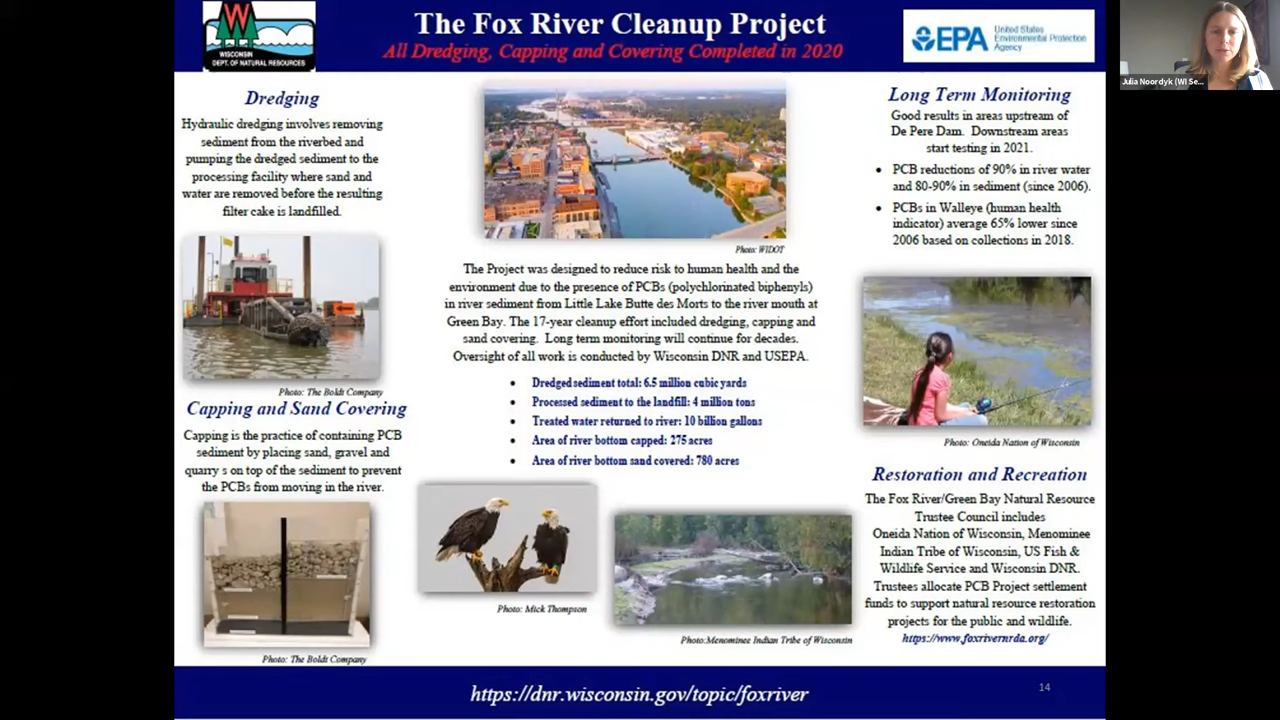 WISCONSIN
DEPT. OF NATURAL RESOURCES
The Fox River Cleanup Project
All Dredging, Capping and Covering Completed in 2020
EPA
United States
Environmental Protection
Agency
Julia Noordyk (WI Se...
Dredging
Hydraulic dredging involves removing
sediment from the riverbed and
pumping the dredged sediment to the
processing facility where sand and
water are removed before the resulting
filter cake is landfilled.
Photo: The Boldt Company
Capping and Sand Covering
Capping is the practice of containing PCB
sediment by placing sand, gravel and
quarry s on top of the sediment to prevent
the PCBs from moving in the river.
Photo: The Boldt Company
Photo: WIDOT
The Project was designed to reduce risk to human health and the
environment due to the presence of PCBs (polychlorinated biphenyls)
in river sediment from Little Lake Butte des Morts to the river mouth at
Green Bay. The 17-year cleanup effort included dredging, capping and
sand covering. Long term monitoring will continue for decades.
Oversight of all work is conducted by Wisconsin DNR and USEPA.
• Dredged sediment total: 6.5 million cubic yards
• Processed sediment to the landfill: 4 million tons
• Treated water returned to river: 10 billion gallons
• Area of river bottom capped: 275 acres
• Area of river bottom sand covered: 780 acres
Photo: Mick Thompson
Photo:Menominee Indian Tribe of Wisconsin
Long Term Monitoring
Good results in areas upstream of
De Pere Dam. Downstream areas
start testing in 2021.
• PCB reductions of 90% in river water
and 80-90% in sediment (since 2006).
• PCBs in Walleye (human health
indicator) average 65% lower since
2006 based on collections in 2018.
Photo: Oneida Nation of Wisconsin
Restoration and Recreation
The Fox River/Green Bay Natural Resource
Trustee Council includes
Oneida Nation of Wisconsin, Menominee
Indian Tribe of Wisconsin, US Fish &
Wildlife Service and Wisconsin DNR.
Trustees allocate PCB Project settlement
funds to support natural resource restoration
projects for the public and wildlife.
https://www.foxrivernrda.org/
https://dnr.wisconsin.gov/topic/foxriver
14